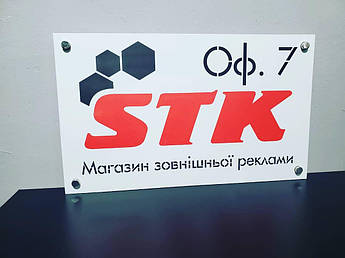 Оф. 7
STK
Магазин зовнішньої реклами